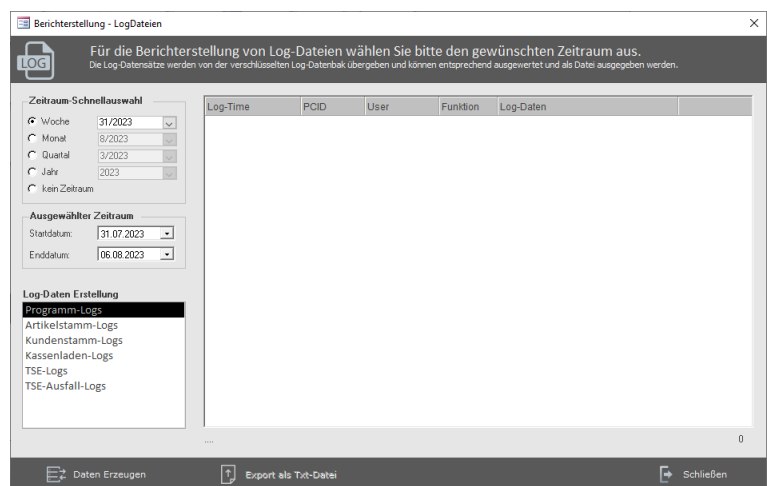 Berichterstellung - LogDateien
LOG
Für die Berichterstellung von Log-Dateien wählen Sie bitte den gewünschten Zeitraum aus.
Die Log-Datensätze werden von der verschlüsselten Log-Datenbak übergeben und können entsprechend ausgewertet und als Datei ausgegeben werden.
Zeitraum-Schnellauswahl
Woche 31/2023
Monat 8/2023
Quartal 3/2023
Jahr 2023
kein Zeitraum
Ausgewählter Zeitraum
Startdatum: 31.07.2023
Enddatum: 06.08.2023
Log-Daten Erstellung
Programm-Logs
Artikelstamm-Logs
Kundenstamm-Logs
Kassenladen-Logs
TSE-Logs
TSE-Ausfall-Logs
Log-Time PCID User Funktion Log-Daten
.... 0
Daten Erzeugen Export als Txt-Datei Schließen